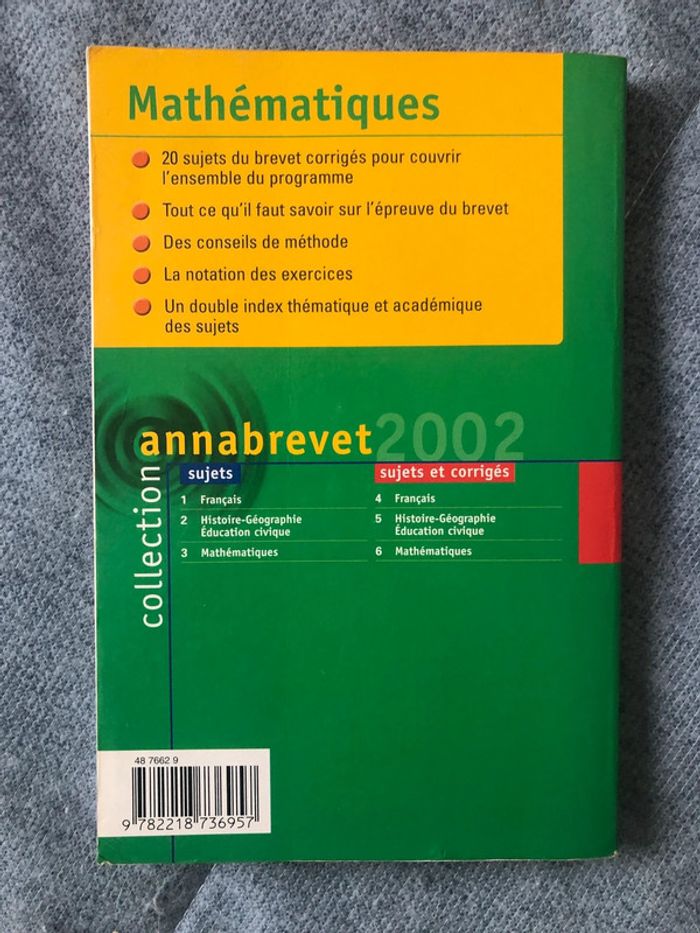 Mathématiques
20 sujets du brevet corrigés pour couvrir
l'ensemble du programme
Tout ce qu'il faut savoir sur l'épreuve du brevet
Des conseils de méthode
La notation des exercices
Un double index thématique et académique
des sujets
collection
annabrevet 2002
sujets
1 Français
2 Histoire-Géographie
Éducation civique
3 Mathématiques
sujets et corrigés
4 Français
5 Histoire-Géographie
Éducation civique
6 Mathématiques
48 7662 9
9 782218 736957